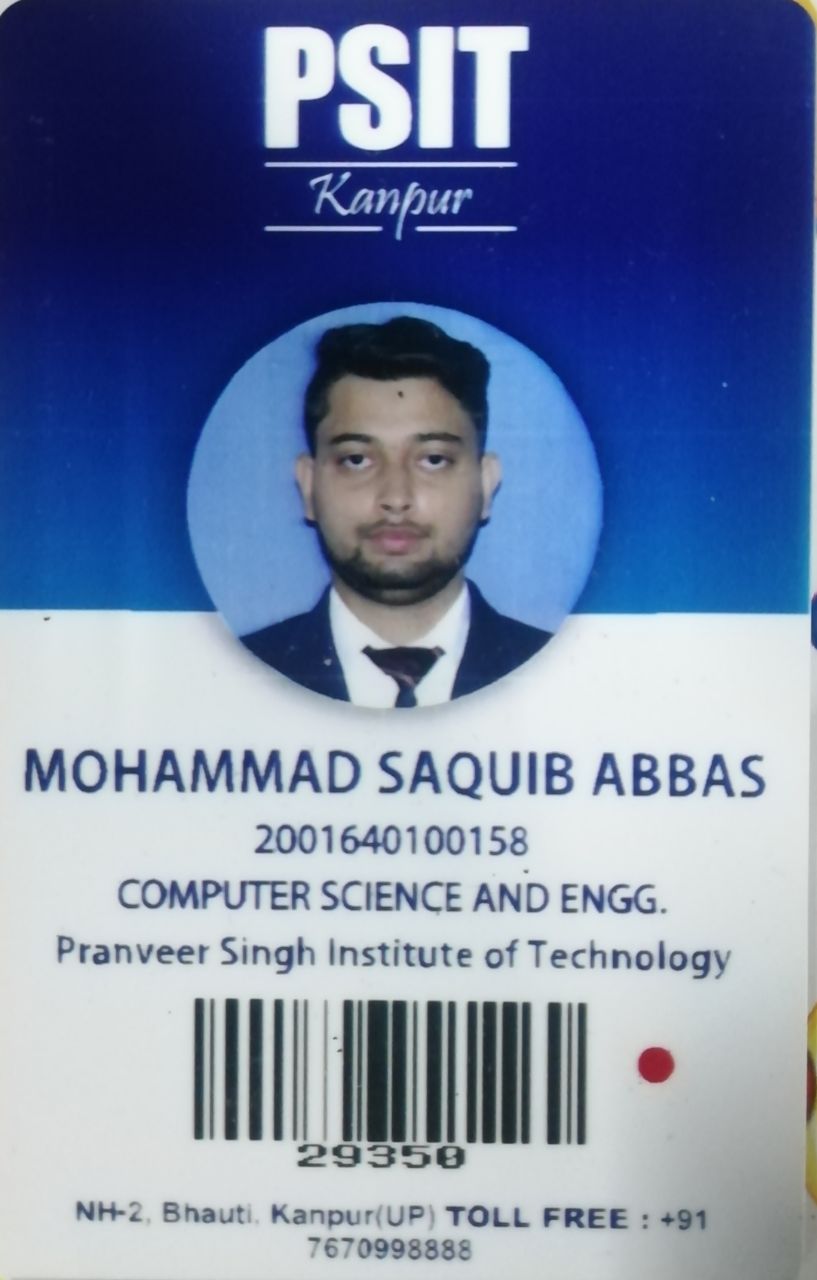 PSIT
Kanpur
MOHAMMAD SAQUIB ABBAS
2001640100158
COMPUTER SCIENCE AND ENGG.
Pranveer Singh Institute of Technology
29350
NH-2, Bhauti, Kanpur(UP) TOLL FREE : +91
7670998888